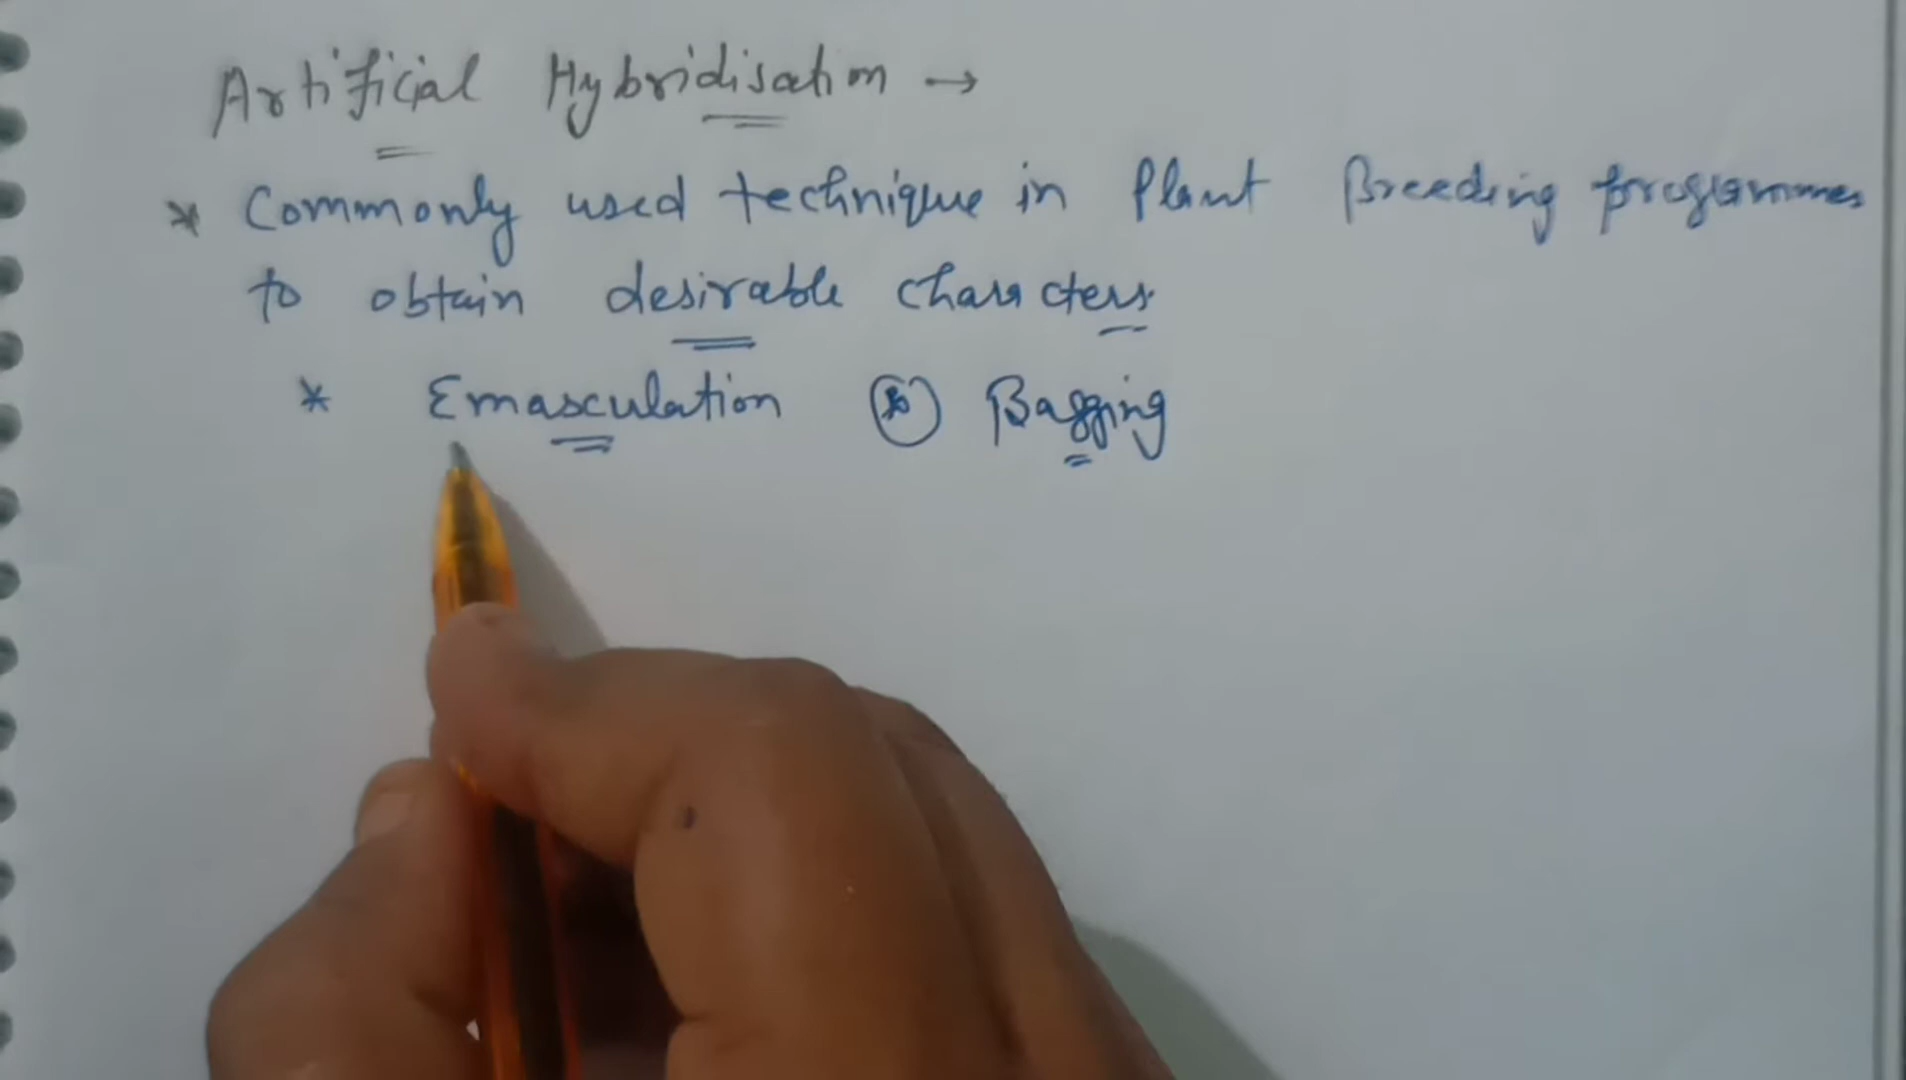 Artificial Hybridisation →
* Commonly used technique in Plant Breeding programmes
to obtain desirable characters
* Emasculation & Bagging